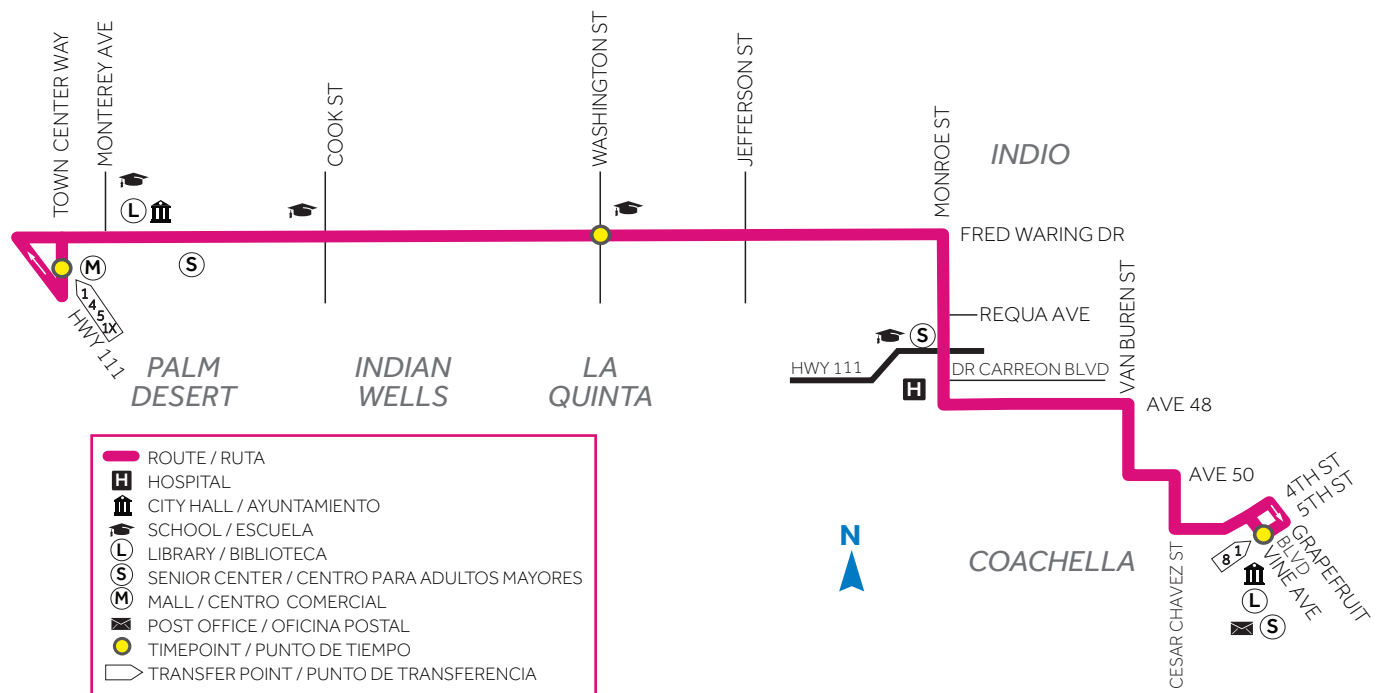 TOWN CENTER WAY
MONTEREY AVE
COOK ST
WASHINGTON ST
JEFFERSON ST
MONROE ST
INDIO
L
FRED WARING DR
M
S
1
4
5
1X
HWY 111
VAN BUREN ST
REQUA AVE
S
HWY 111
DR CARREON BLVD
H
PALM
DESERT
INDIAN
WELLS
LA
QUINTA
AVE 48
AVE 50
4TH ST
5TH ST
GRAPEFRUIT
BLVD
VINE AVE
1
8
L
S
CESAR CHAVEZ ST
COACHELLA
N
ROUTE / RUTA
H HOSPITAL
CITY HALL / AYUNTAMIENTO
SCHOOL / ESCUELA
L LIBRARY / BIBLIOTECA
S SENIOR CENTER / CENTRO PARA ADULTOS MAYORES
M MALL / CENTRO COMERCIAL
POST OFFICE / OFICINA POSTAL
TIMEPOINT / PUNTO DE TIEMPO
TRANSFER POINT / PUNTO DE TRANSFERENCIA